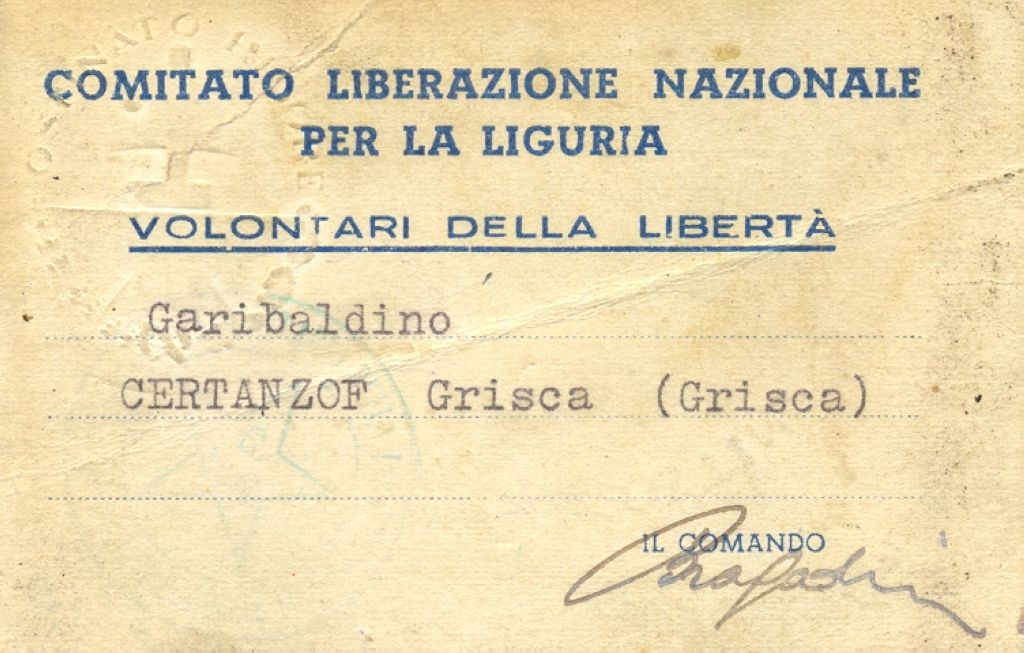 COMITATO LIBERAZIONE NAZIONALE
PER LA LIGURIA
VOLONTARI DELLA LIBERTÀ
Garibaldino
CERTANZOF Grisca (Grisca)
IL COMANDO